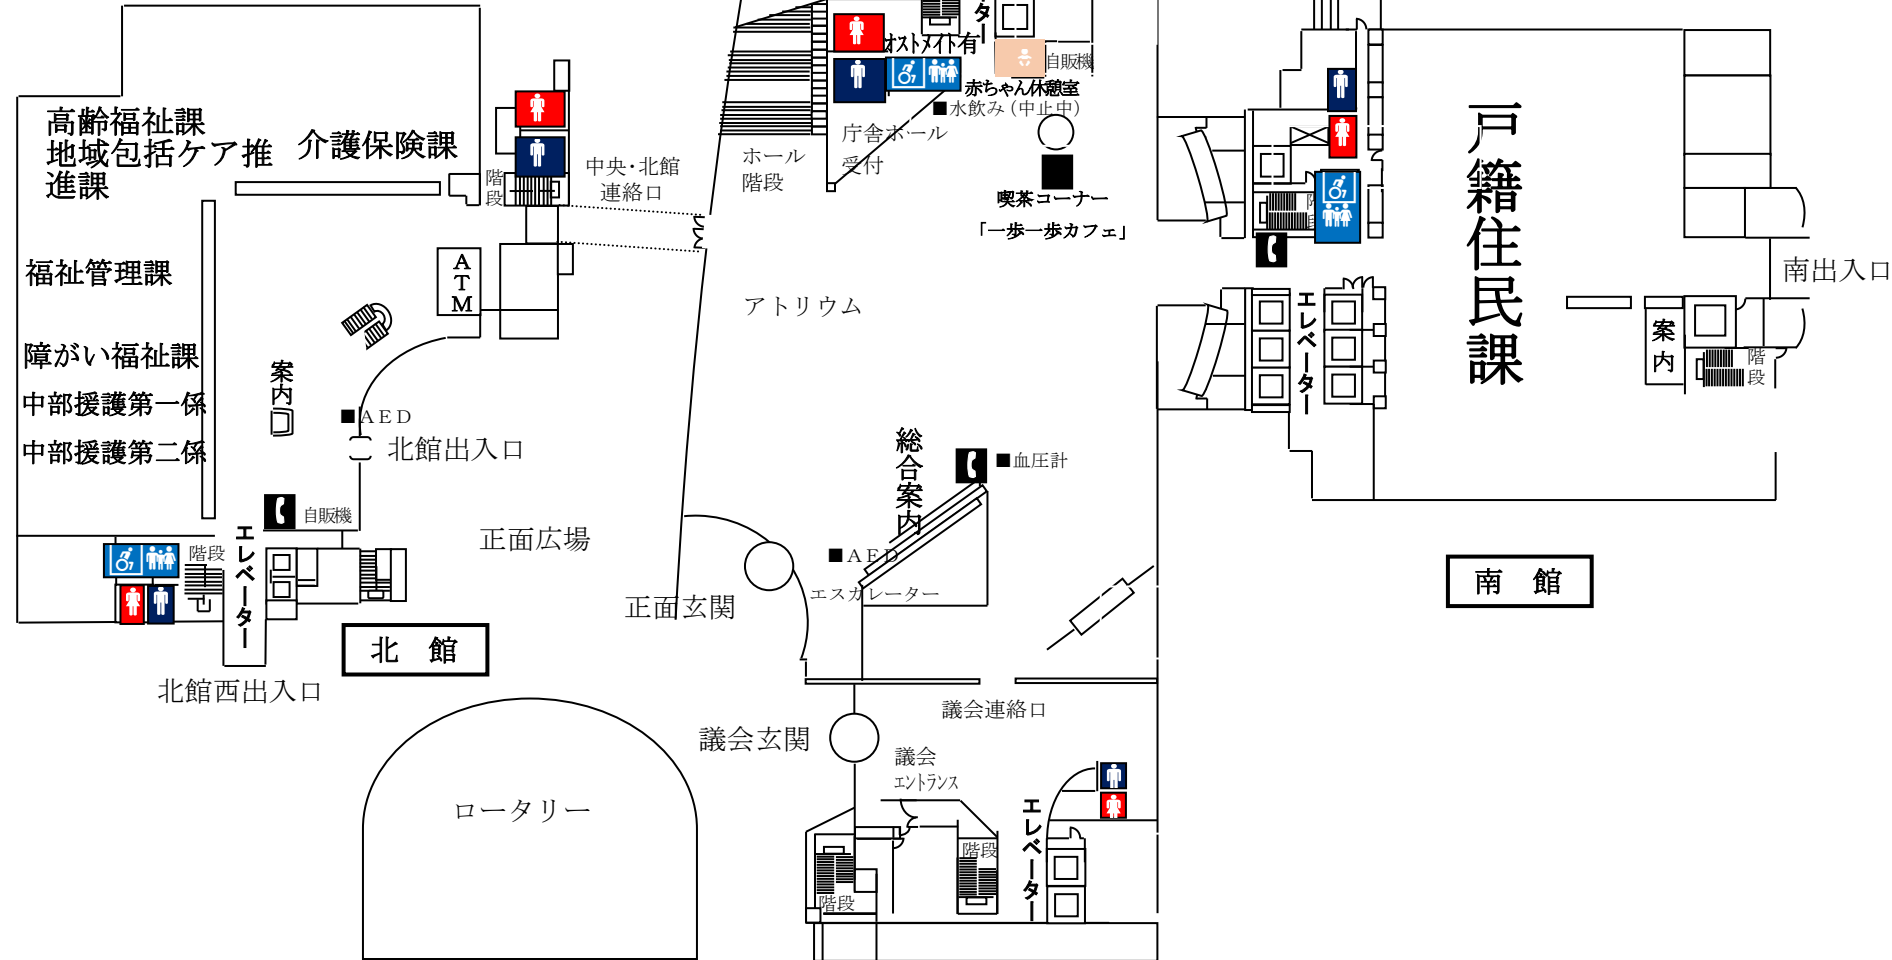 高齢福祉課
地域包括ケア推
進課
介護保険課
福祉管理課
障がい福祉課
中部援護第一係
中部援護第二係
案内
ATM
■AED
北館出入口
自販機
階段
エレベーター
階段
北館
北館西出入口
中央・北館
連絡口
ホール
階段
オストメイト有
ター
自販機
赤ちゃん休憩室
■水飲み（中止中）
庁舎ホール
受付
喫茶コーナー
「一歩一歩カフェ」
アトリウム
総合案内
■血圧計
■AED
エスカレーター
正面広場
正面玄関
ロータリー
議会玄関
議会連絡口
議会
エントランス
階段
階段
エレベーター
階段
エレベーター
戸籍住民課
南出入口
案内
階段
南館